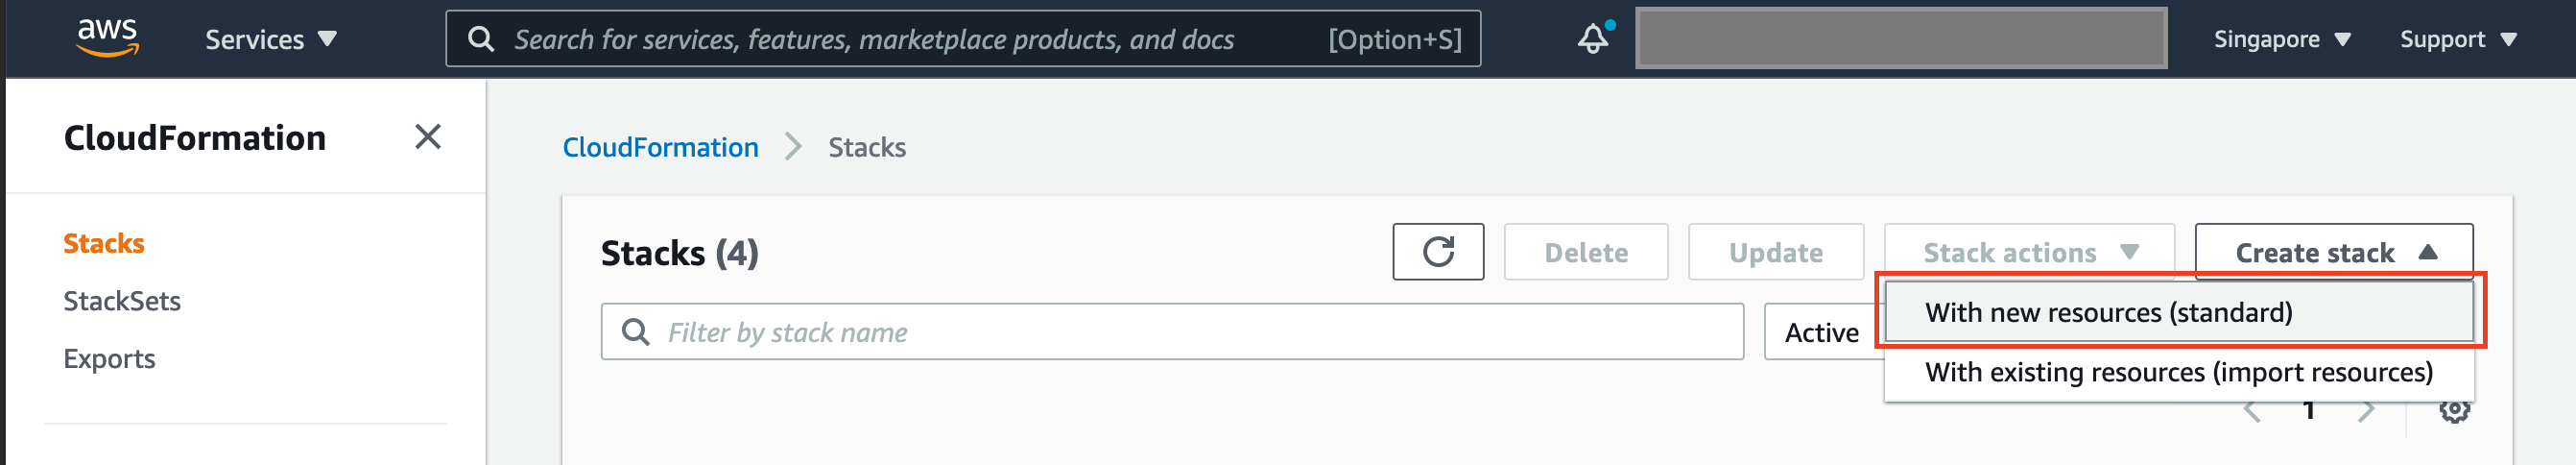 aws
Services
Search for services, features, marketplace products, and docs [Option+S]
Singapore
Support
CloudFormation
Stacks
StackSets
Exports
CloudFormation Stacks
Stacks (4)
Delete
Update
Stack actions
Create stack
Filter by stack name
Active
With new resources (standard)
With existing resources (import resources)
1